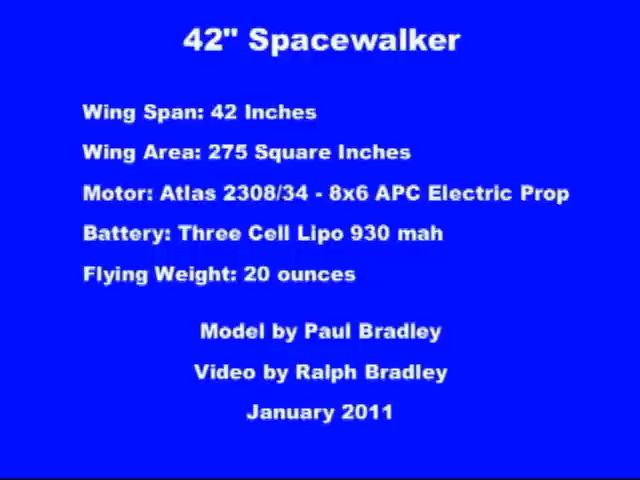 42" Spacewalker
Wing Span: 42 Inches
Wing Area: 275 Square Inches
Motor: Atlas 2308/34 - 8x6 APC Electric Prop
Battery: Three Cell Lipo 930 mah
Flying Weight: 20 ounces
Model by Paul Bradley
Video by Ralph Bradley
January 2011